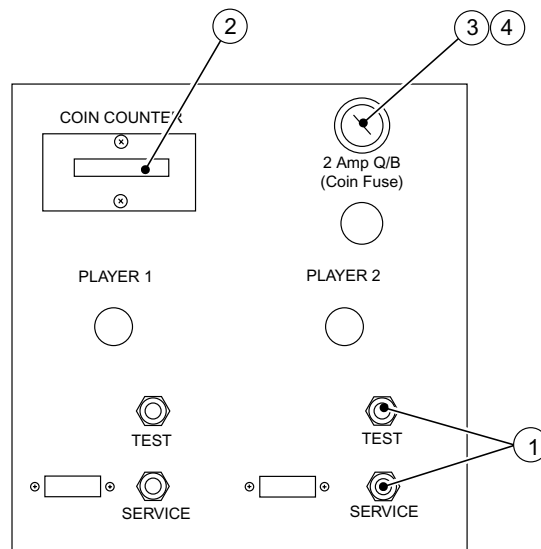 2
3 4
COIN COUNTER
2 Amp Q/B
(Coin Fuse)
PLAYER 1
PLAYER 2
TEST
TEST
1
SERVICE
SERVICE